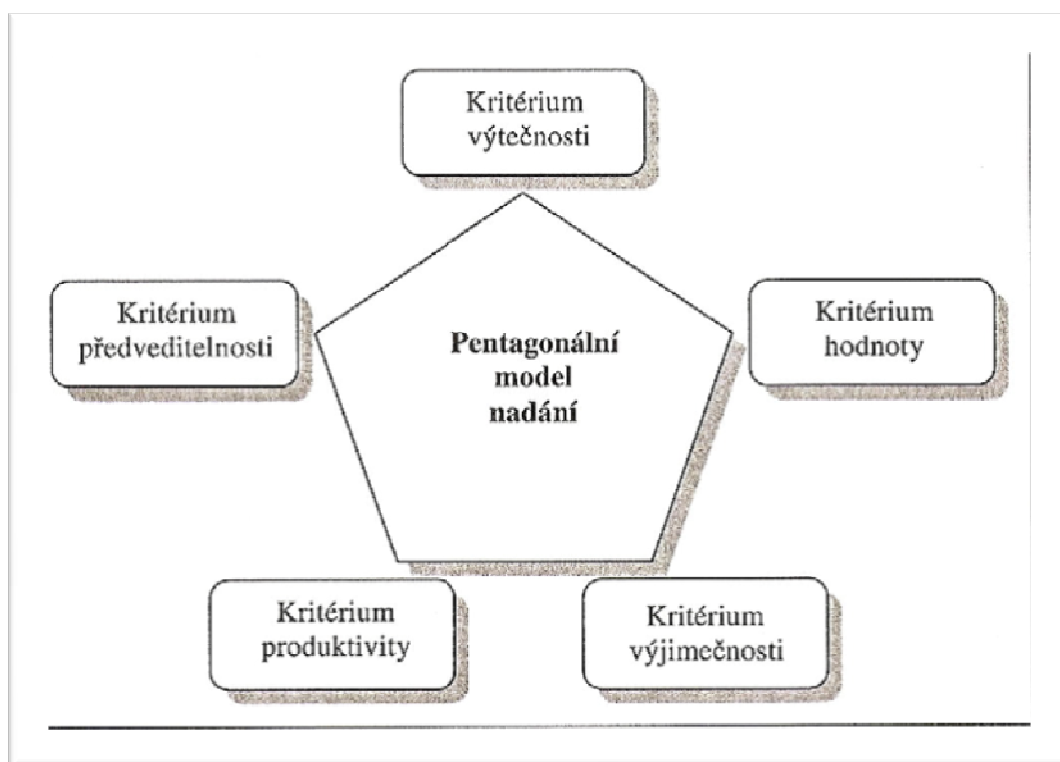 Kritérium
výtečnosti
Kritérium
předveditelnosti
Pentagonální
model
nadání
Kritérium
hodnoty
Kritérium
produktivity
Kritérium
výjimečnosti